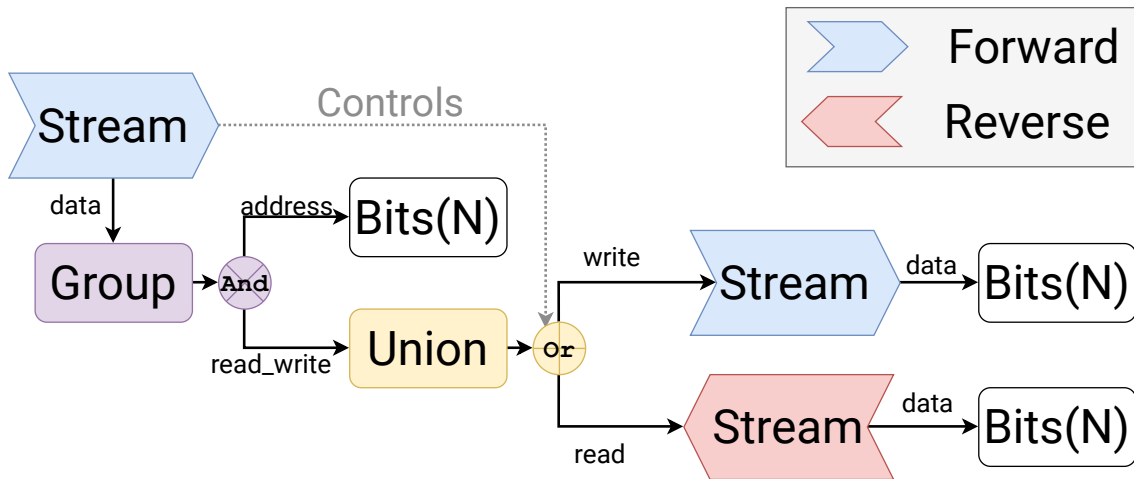 Forward
Reverse
Stream
Controls
data
address
Bits(N)
Group
And
read_write
Union
Or
write
Stream
data
Bits(N)
read
Stream
data
Bits(N)